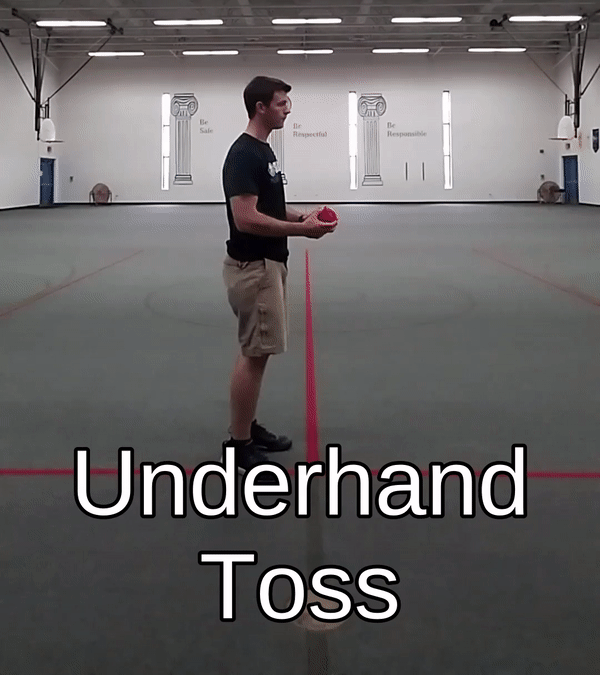 Be
Safe
Be
Respectful
Be
Responsible
Underhand
Toss